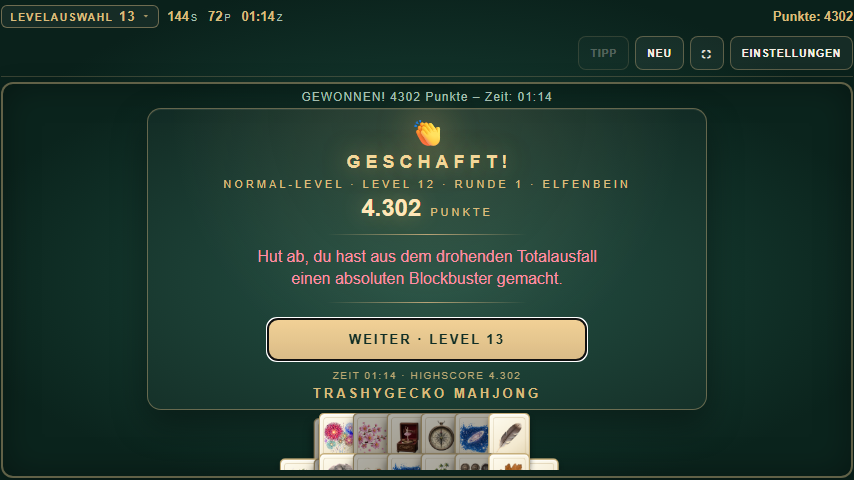 LEVELAUSWAHL 13 144S 72P 01:14Z Punkte: 4302
TIPP NEU EINSTELLUNGEN
GEWONNEN! 4302 Punkte – Zeit: 01:14
GESCHAFFT!
NORMAL-LEVEL · LEVEL 12 · RUNDE 1 · ELFENBEIN
4.302 PUNKTE
Hut ab, du hast aus dem drohenden Totalausfall
einen absoluten Blockbuster gemacht.
WEITER · LEVEL 13
ZEIT 01:14 · HIGHSCORE 4.302
TRASHYGECKO MAHJONG